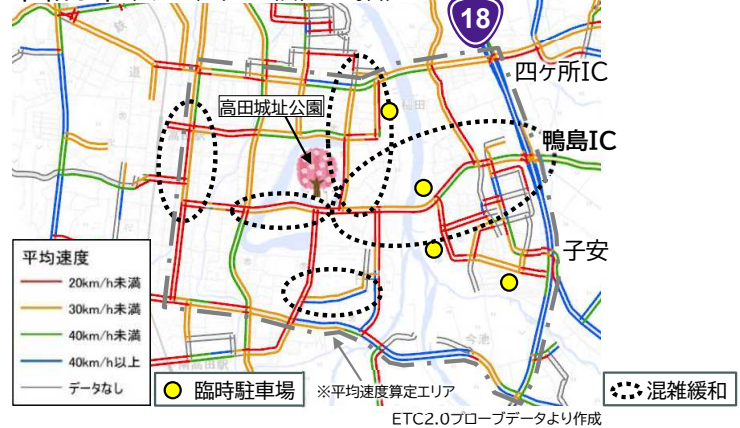 18
四ヶ所IC
高田城址公園
鴨島IC
子安
平均速度
20km/h未満
30km/h未満
40km/h未満
40km/h以上
データなし
今池
臨時駐車場
※平均速度算定エリア
混雑緩和
ETC2.0プローブデータより作成